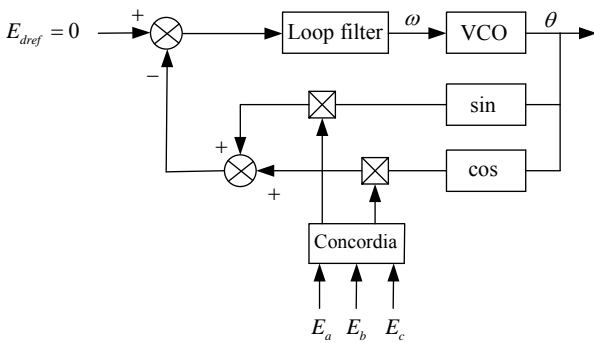 E_dref = 0
+
−
Loop filter
ω
VCO
θ
sin
+
+
cos
Concordia
E_a E_b E_c